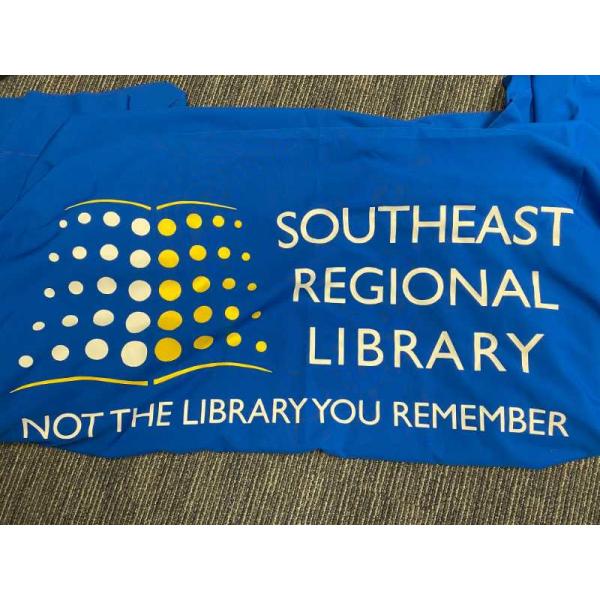 SOUTHEAST
REGIONAL
LIBRARY
NOT THE LIBRARY YOU REMEMBER